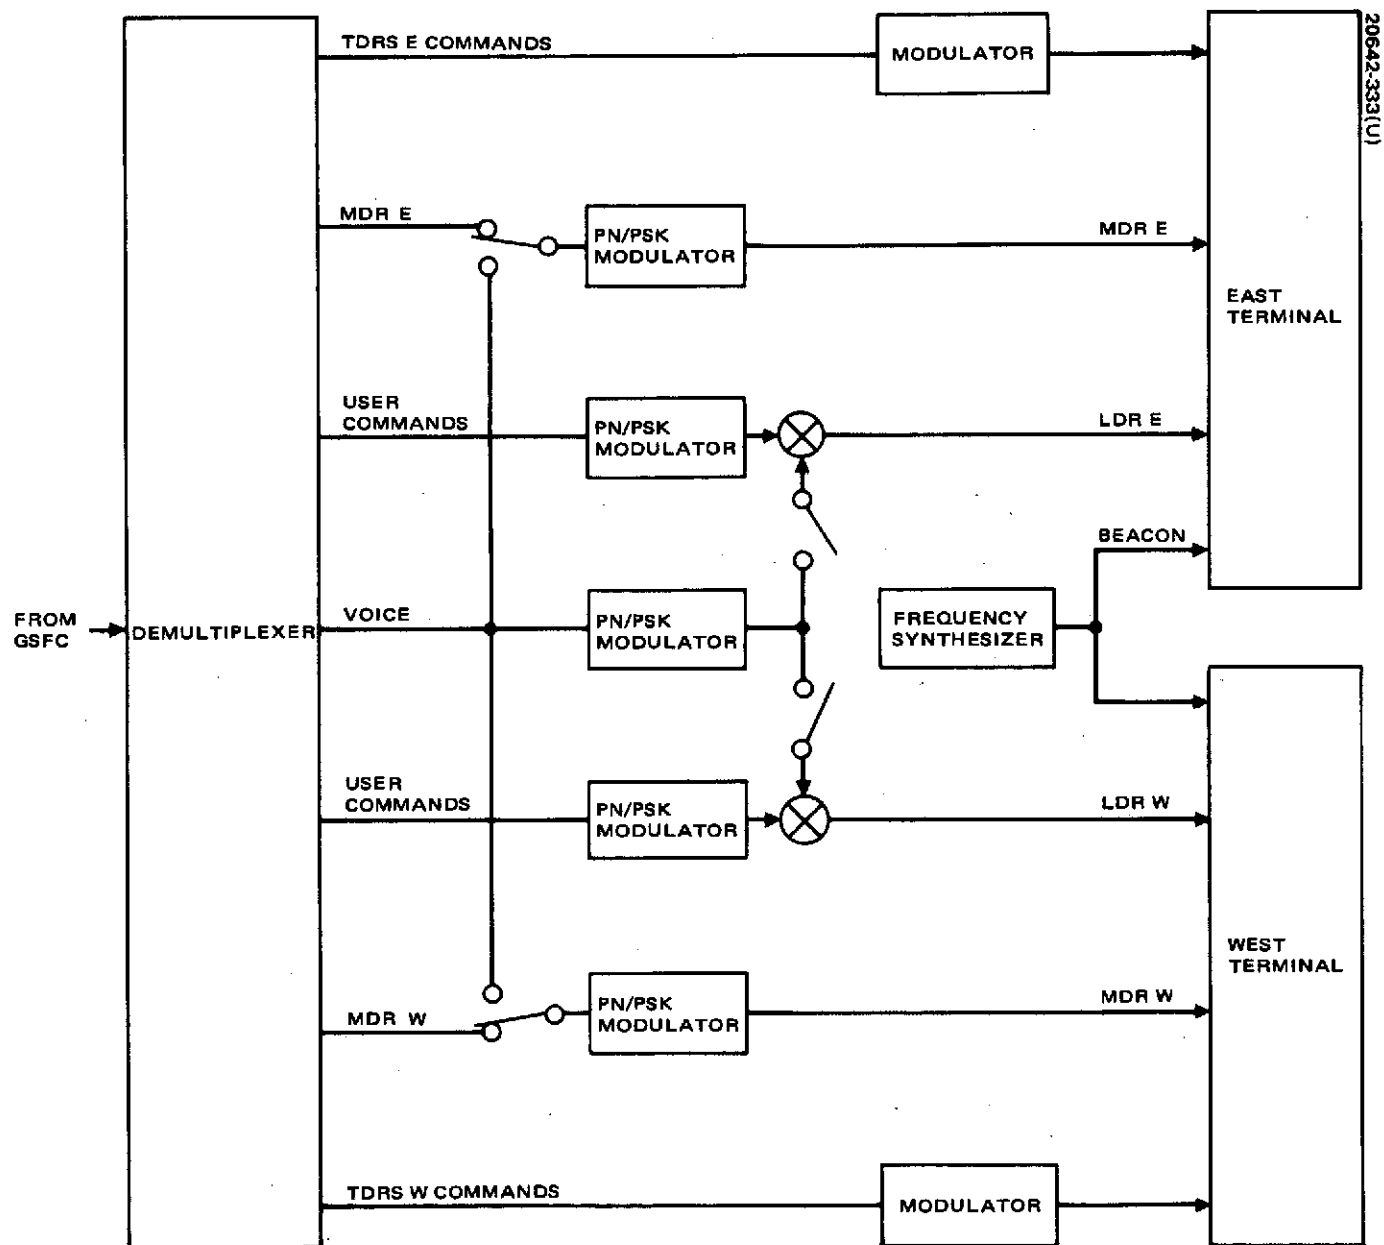 20642-333(U)
TDRS E COMMANDS
MODULATOR
MDR E
PN/PSK
MODULATOR
MDR E
EAST
TERMINAL
USER
COMMANDS
PN/PSK
MODULATOR
LDR E
BEACON
FROM
GSFC
DEMULTIPLEXER
VOICE
PN/PSK
MODULATOR
FREQUENCY
SYNTHESIZER
USER
COMMANDS
PN/PSK
MODULATOR
LDR W
WEST
TERMINAL
MDR W
PN/PSK
MODULATOR
MDR W
TDRS W COMMANDS
MODULATOR